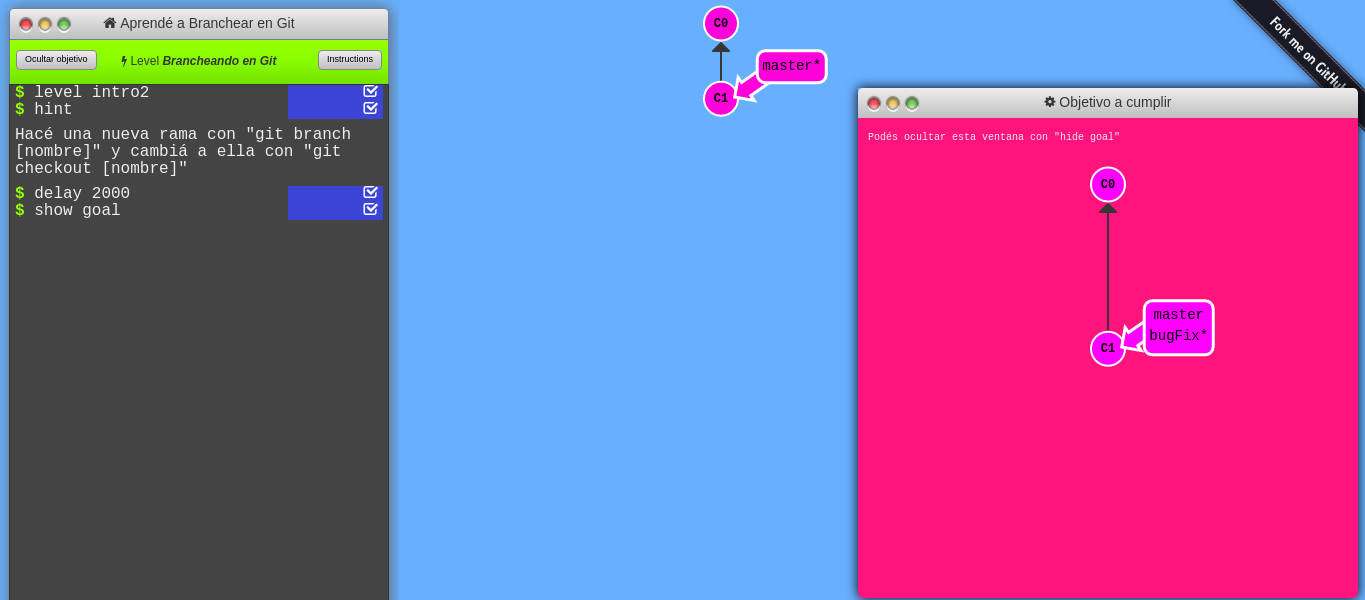 Aprendé a Branchear en Git
Ocultar objetivo
Level Brancheando en Git
Instructions
$ level intro2
$ hint
Hacé una nueva rama con "git branch
[nombre]" y cambiá a ella con "git
checkout [nombre]"
$ delay 2000
$ show goal
C0
master*
C1
Fork me on GitHub
Objetivo a cumplir
Podés ocultar esta ventana con "hide goal"
C0
master
bugFix*
C1